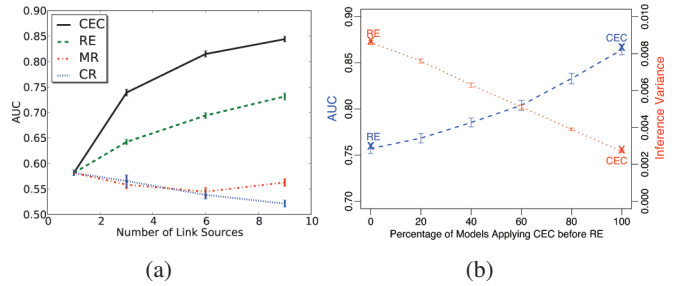 CEC
RE
MR
CR
0.90
0.85
0.80
0.75
0.70
0.65
0.60
0.55
0.50
AUC
0 2 4 6 8 10
Number of Link Sources
(a)
0.90
0.85
0.80
0.75
0.70
AUC
RE
CEC
RE
CEC
0.010
0.008
0.006
0.004
0.002
0.000
Inference Variance
0 20 40 60 80 100
Percentage of Models Applying CEC before RE
(b)